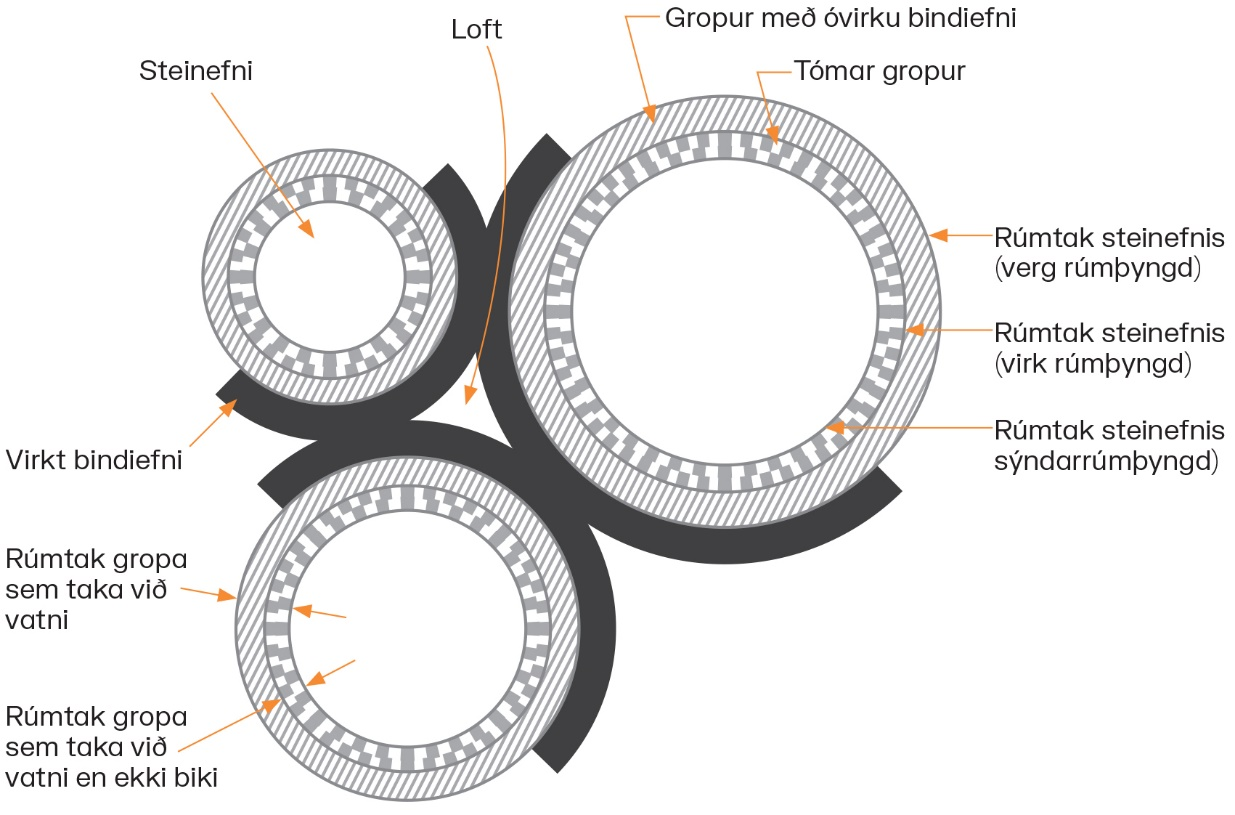 Gropur með óvirku bindiefni
Loft
Steinefni
Tómar gropur
Rúmtak steinefnis
(verg rúmþyngd)
Rúmtak steinefnis
(virk rúmþyngd)
Rúmtak steinefnis
sýndarrúmþyngd)
Virkt bindiefni
Rúmtak gropa
sem taka við
vatni
Rúmtak gropa
sem taka við
vatni en ekki biki